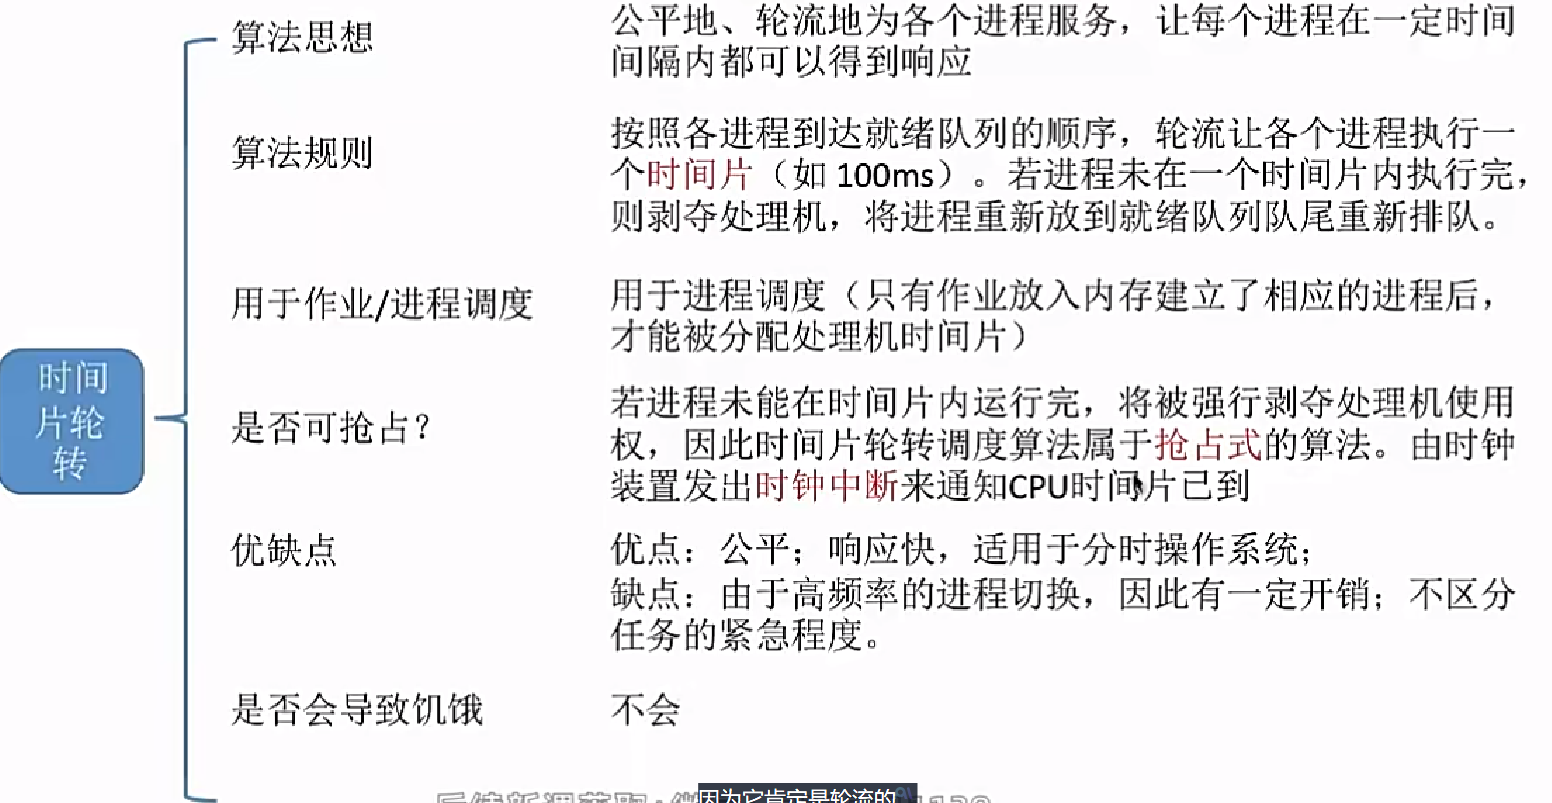 算法思想
公平地、轮流地为各个进程服务，让每个进程在一定时间
间隔内都可以得到响应
算法规则
按照各进程到达就绪队列的顺序，轮流让各个进程执行一
个时间片（如 100ms）。若进程未在一个时间片内执行完，
则剥夺处理机，将进程重新放到就绪队列队尾重新排队。
用于作业/进程调度
用于进程调度（只有作业放入内存建立了相应的进程后，
才能被分配处理机时间片）
时间
片轮
转
是否可抢占？
若进程未能在时间片内运行完，将被强行剥夺处理机使用
权，因此时间片轮转调度算法属于抢占式的算法。由时钟
装置发出时钟中断来通知CPU时间片已到
优缺点
优点：公平；响应快，适用于分时操作系统；
缺点：由于高频率的进程切换，因此有一定开销；不区分
任务的紧急程度。
是否会导致饥饿
不会
因为它肯定是轮流的